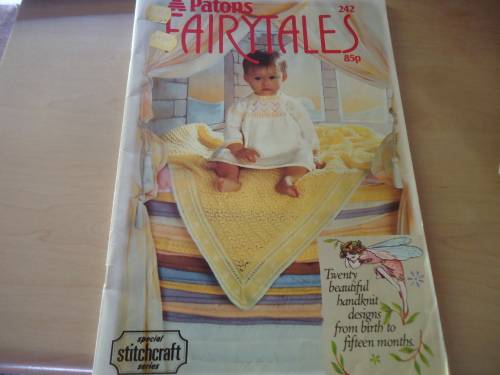 Patons
242
FAIRYTALES
85p
Twenty
beautiful
handknit
designs
from birth to
fifteen months.
special
stitchcraft
series